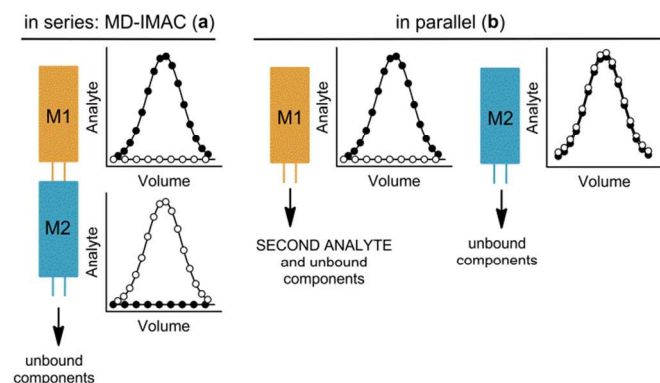 in series: MD-IMAC (a)
in parallel (b)
M1
Analyte
Volume
M2
Analyte
Volume
unbound
components
M1
Analyte
Volume
SECOND ANALYTE
and unbound
components
M2
Analyte
Volume
unbound
components